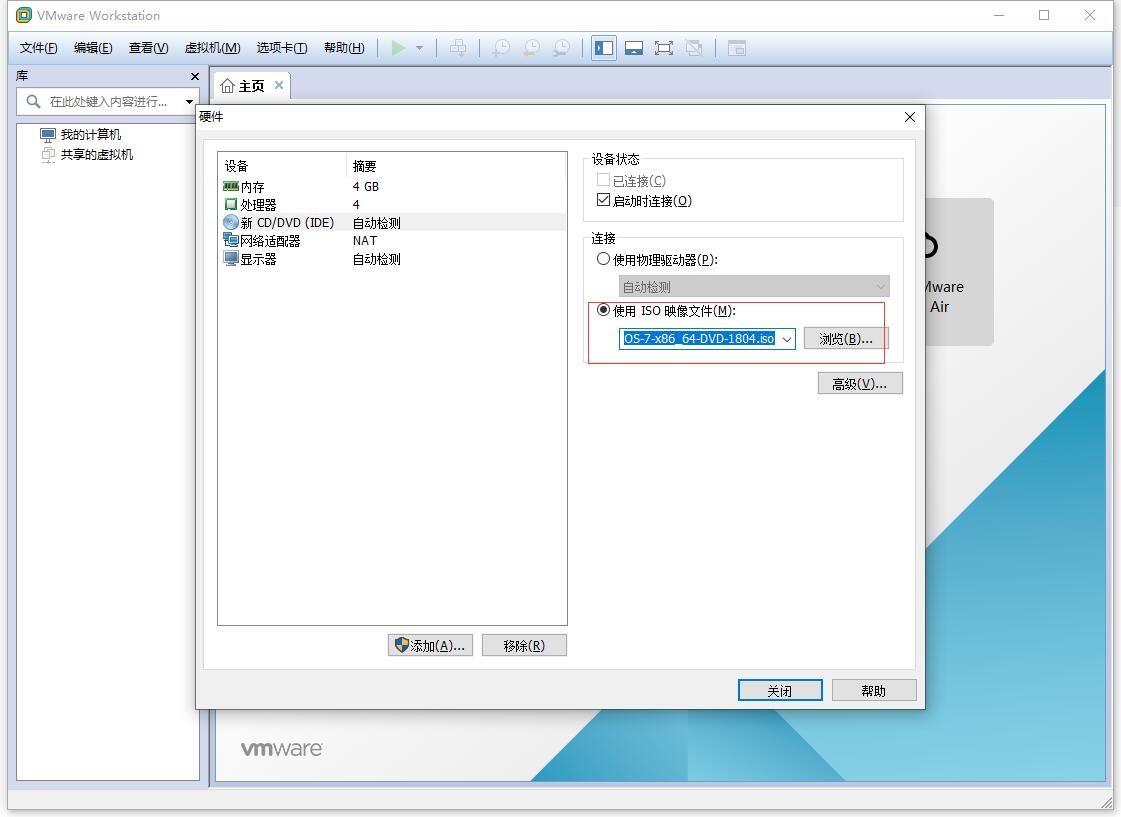 VMware Workstation
文件(F) 编辑(E) 查看(V) 虚拟机(M) 选项卡(T) 帮助(H)
库
主页
在此处键入内容进行...
我的计算机
共享的虚拟机
硬件
设备 摘要
内存 4 GB
处理器 4
新 CD/DVD (IDE) 自动检测
网络适配器 NAT
显示器 自动检测
添加(A)... 移除(R)
设备状态
已连接(C)
启动时连接(O)
连接
使用物理驱动器(P):
自动检测
使用 ISO 映像文件(M):
OS-7-x86_64-DVD-1804.iso 浏览(B)...
高级(V)...
关闭 帮助
Mware
Air
vmware